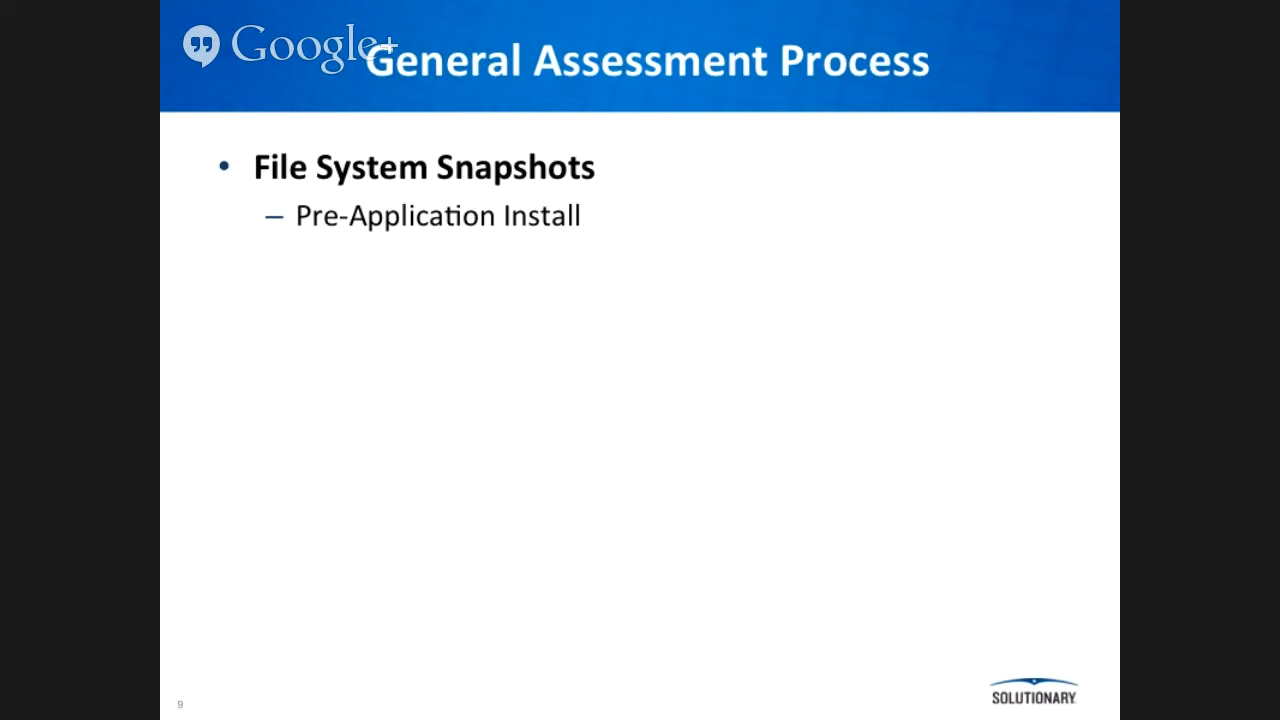 Google+
General Assessment Process
• File System Snapshots
– Pre-Application Install
9
SOLUTIONARY